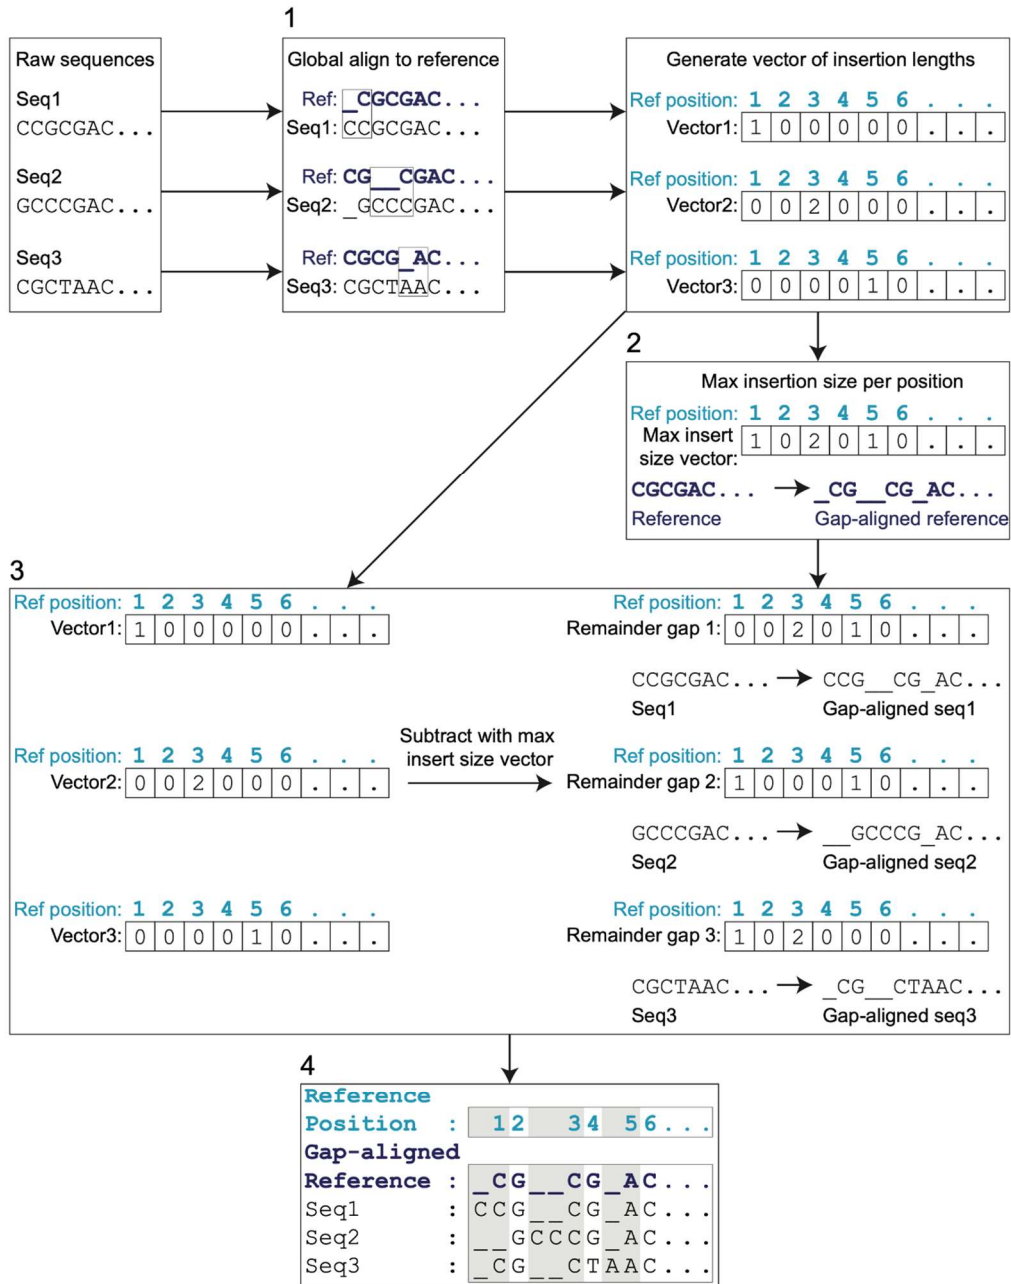 1
Raw sequences
Seq1
CCGCGAC...
Seq2
GCCCGAC...
Seq3
CGCTAAC...
Global align to reference
Ref: _CGCGAC...
Seq1: CCGCGAC...
Ref: CG__CGAC...
Seq2: _GCCCGAC...
Ref: CGCG_AC...
Seq3: CGCTAAC...
Generate vector of insertion lengths
Ref position: 1 2 3 4 5 6 . . .
Vector1: 1 0 0 0 0 0 . . .
Ref position: 1 2 3 4 5 6 . . .
Vector2: 0 0 2 0 0 0 . . .
Ref position: 1 2 3 4 5 6 . . .
Vector3: 0 0 0 0 1 0 . . .
2
Max insertion size per position
Ref position: 1 2 3 4 5 6 . . .
Max insert
size vector: 1 0 2 0 1 0 . . .
CGCGAC... _CG__CG_AC...
Reference Gap-aligned reference
3
Ref position: 1 2 3 4 5 6 . . .
Vector1: 1 0 0 0 0 0 . . .
Ref position: 1 2 3 4 5 6 . . .
Vector2: 0 0 2 0 0 0 . . .
Ref position: 1 2 3 4 5 6 . . .
Vector3: 0 0 0 0 1 0 . . .
Subtract with max
insert size vector
Ref position: 1 2 3 4 5 6 . . .
Remainder gap 1: 0 0 2 0 1 0 . . .
CCGCGAC... CCG__CG_AC...
Seq1 Gap-aligned seq1
Ref position: 1 2 3 4 5 6 . . .
Remainder gap 2: 1 0 0 0 1 0 . . .
GCCCGAC... __GCCCG_AC...
Seq2 Gap-aligned seq2
Ref position: 1 2 3 4 5 6 . . .
Remainder gap 3: 1 0 2 0 0 0 . . .
CGCTAAC... _CG__CTAAC...
Seq3 Gap-aligned seq3
4
Reference
Position : 12 34 56...
Gap-aligned
Reference : _CG__CG_AC...
Seq1 : CCG__CG_AC...
Seq2 : __GCCCG_AC...
Seq3 : _CG__CTAAC...